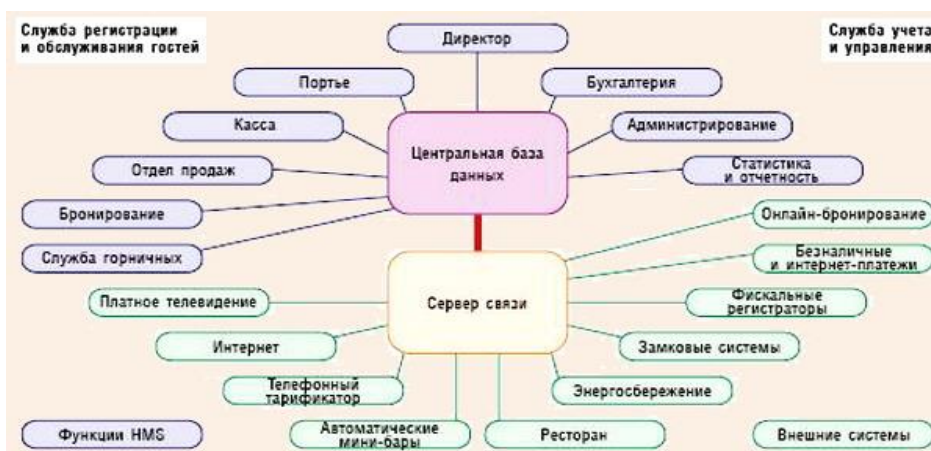 Служба регистрации
и обслуживания гостей
Директор
Служба учета
и управления
Портье
Бухгалтерия
Касса
Администрирование
Центральная база
данных
Отдел продаж
Статистика
и отчетность
Бронирование
Онлайн-бронирование
Служба горничных
Безналичные
и интернет-платежи
Платное телевидение
Сервер связи
Фискальные
регистраторы
Интернет
Замковые системы
Телефонный
тарификатор
Энергосбережение
Функции HMS
Автоматические
мини-бары
Ресторан
Внешние системы